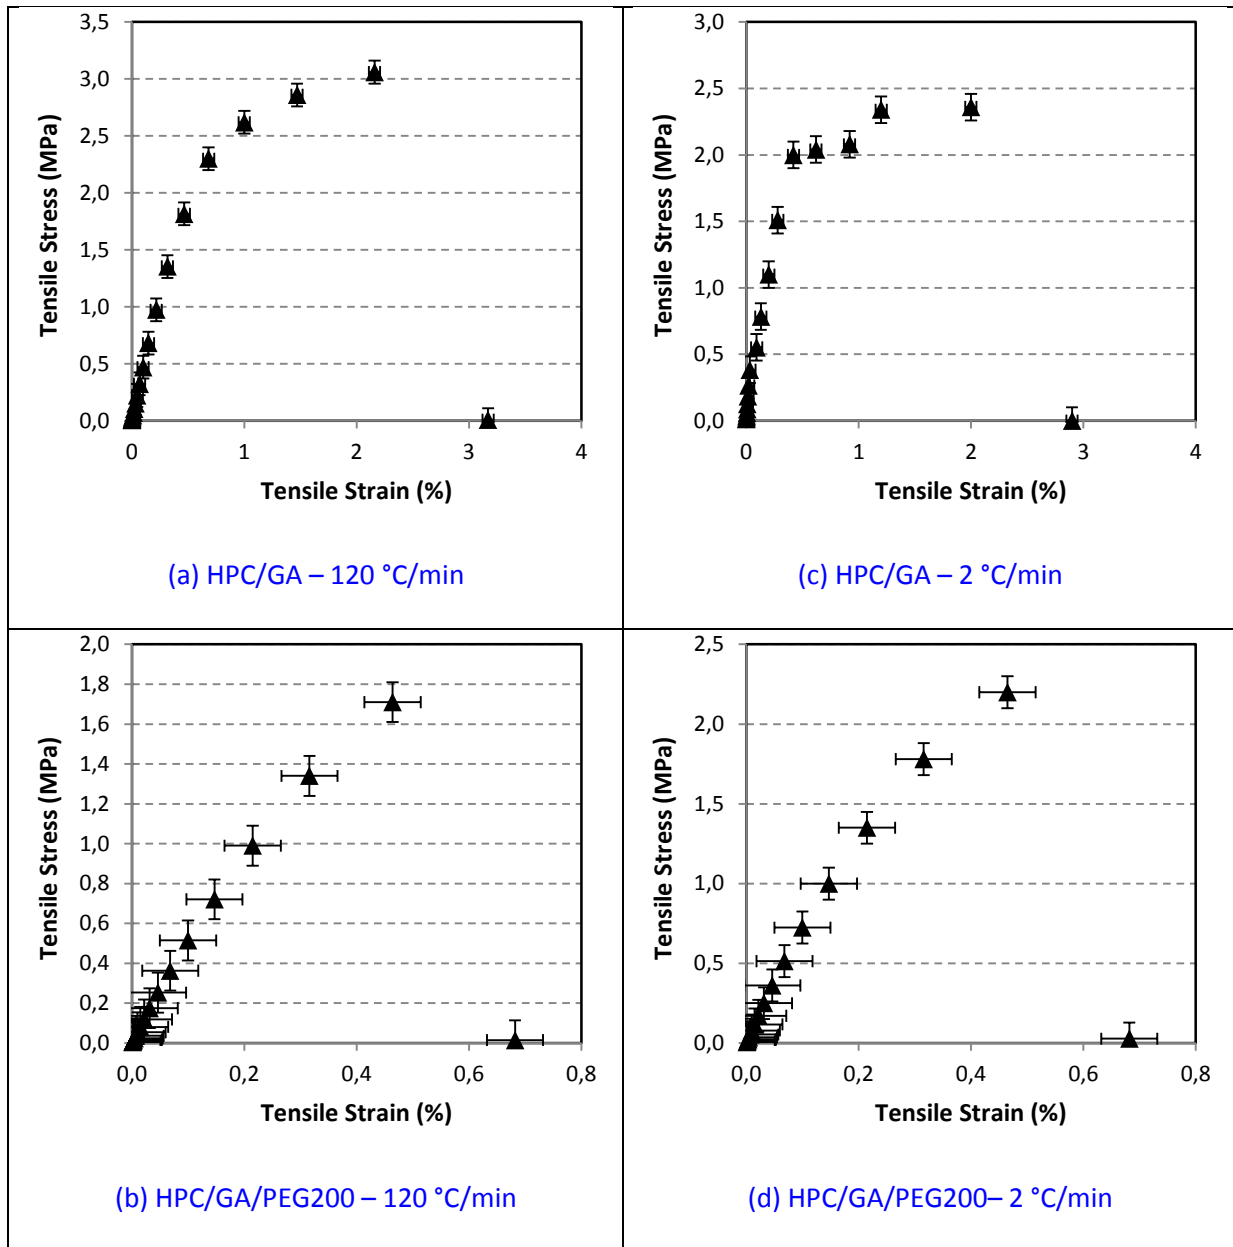 3,5
3,0
2,5
2,0
1,5
1,0
0,5
0,0
Tensile Stress (MPa)
0 1 2 3 4
Tensile Strain (%)
(a) HPC/GA – 120 °C/min
3,0
2,5
2,0
1,5
1,0
0,5
0,0
Tensile Stress (MPa)
0 1 2 3 4
Tensile Strain (%)
(c) HPC/GA – 2 °C/min
2,0
1,8
1,6
1,4
1,2
1,0
0,8
0,6
0,4
0,2
0,0
Tensile Stress (MPa)
0,0 0,2 0,4 0,6 0,8
Tensile Strain (%)
(b) HPC/GA/PEG200 – 120 °C/min
2,5
2,0
1,5
1,0
0,5
0,0
Tensile Stress (MPa)
0,0 0,2 0,4 0,6 0,8
Tensile Strain (%)
(d) HPC/GA/PEG200– 2 °C/min